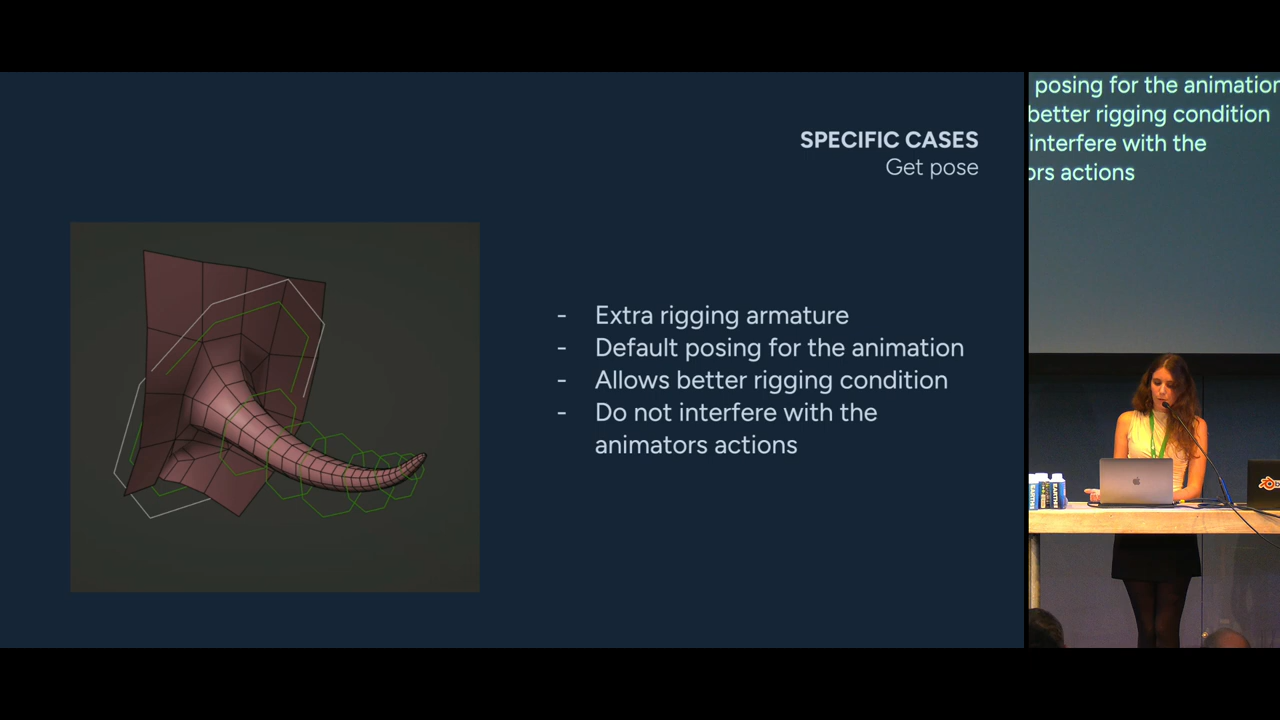 SPECIFIC CASES
Get pose
- Extra rigging armature
- Default posing for the animation
- Allows better rigging condition
- Do not interfere with the
animators actions
posing for the animation
better rigging condition
interfere with the
ors actions